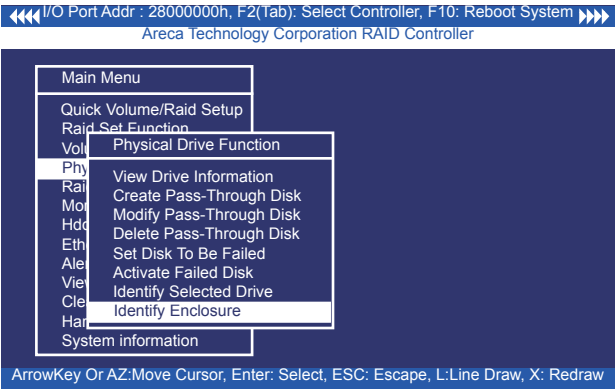 I/O Port Addr : 28000000h, F2(Tab): Select Controller, F10: Reboot System
Areca Technology Corporation RAID Controller
Main Menu
Quick Volume/Raid Setup
Raid Set Function
Physical Drive Function
View Drive Information
Create Pass-Through Disk
Modify Pass-Through Disk
Delete Pass-Through Disk
Set Disk To Be Failed
Activate Failed Disk
Identify Selected Drive
Identify Enclosure
System information
ArrowKey Or AZ:Move Cursor, Enter: Select, ESC: Escape, L:Line Draw, X: Redraw